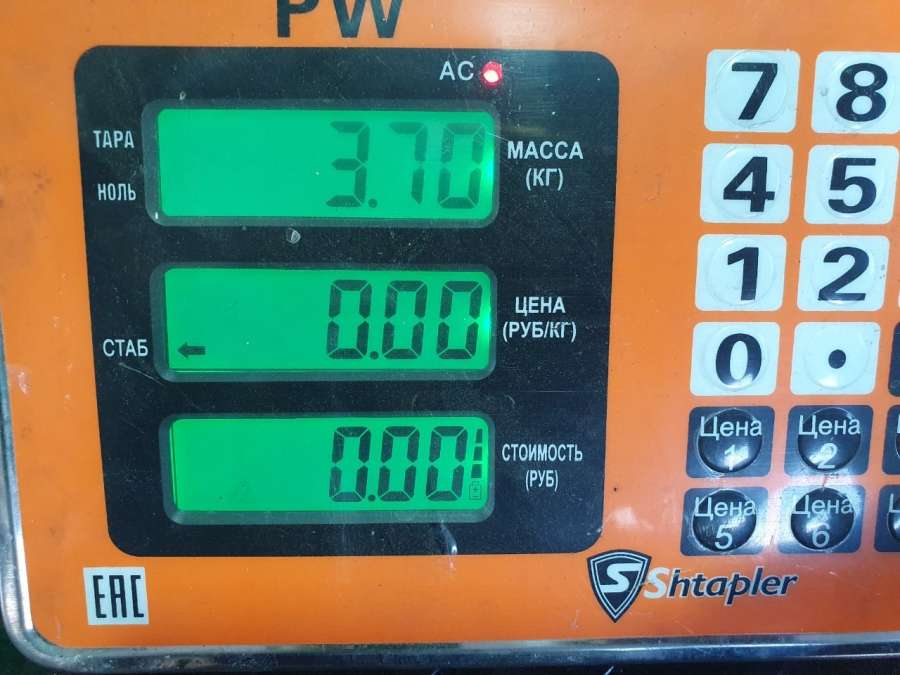 PW
AC
ТАРА
НОЛЬ
3.70
МАССА
(КГ)
СТАБ
0.00
ЦЕНА
(РУБ/КГ)
0.00
СТОИМОСТЬ
(РУБ)
7 8
4 5
1 2
0 .
Цена 1
Цена 2
Цена 5
Цена 6
EAC
S Shtapler